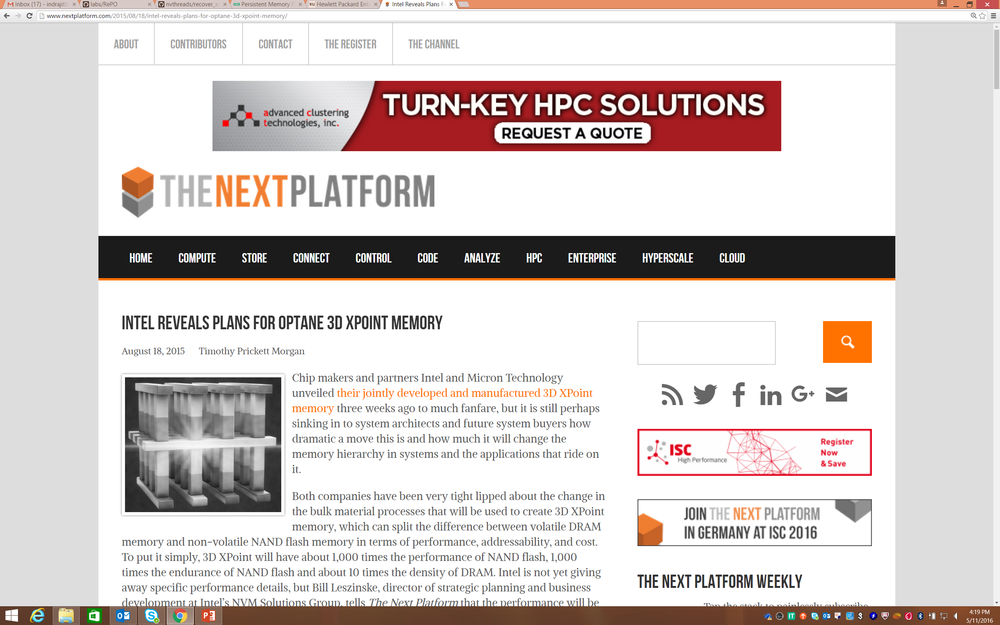 Inbox (17) - indrajit0
labs/RePO
nvthreads/recover_in
Persistent Memory F
WSJ Hewlett Packard Ente
Intel Reveals Plans Fo
www.nextplatform.com/2015/08/18/intel-reveals-plans-for-optane-3d-xpoint-memory/
ABOUT
CONTRIBUTORS
CONTACT
THE REGISTER
THE CHANNEL
advanced clustering
technologies, inc.
TURN-KEY HPC SOLUTIONS
REQUEST A QUOTE
THENEXTPLATFORM
HOME
COMPUTE
STORE
CONNECT
CONTROL
CODE
ANALYZE
HPC
ENTERPRISE
HYPERSCALE
CLOUD
INTEL REVEALS PLANS FOR OPTANE 3D XPOINT MEMORY
August 18, 2015 Timothy Prickett Morgan
Chip makers and partners Intel and Micron Technology
unveiled their jointly developed and manufactured 3D XPoint
memory three weeks ago to much fanfare, but it is still perhaps
sinking in to system architects and future system buyers how
dramatic a move this is and how much it will change the
memory hierarchy in systems and the applications that ride on
it.
Both companies have been very tight lipped about the change in
the bulk material processes that will be used to create 3D XPoint
memory, which can split the difference between volatile DRAM
memory and non-volatile NAND flash memory in terms of performance, addressability, and cost.
To put it simply, 3D XPoint will have about 1,000 times the performance of NAND flash, 1,000
times the endurance of NAND flash and about 10 times the density of DRAM. Intel is not yet giving
away specific performance details, but Bill Leszinske, director of strategic planning and business
development at Intel's NVM Solutions Group, tells The Next Platform that the performance will be
in
G+
ISC
High Performance
Register
Now
& Save
JOIN THE NEXT PLATFORM
IN GERMANY AT ISC 2016
THE NEXT PLATFORM WEEKLY
Tap the stack to painlessly subscribe
IT
4:19 PM
5/11/2016